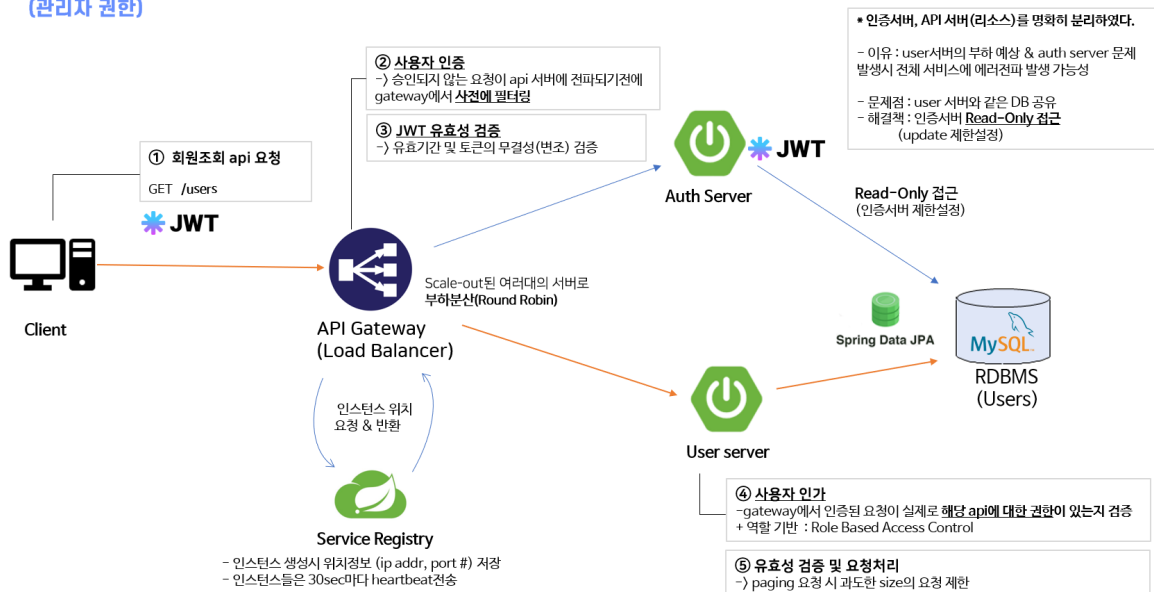 (관리자 권한)
* 인증서버, API 서버(리소스)를 명확히 분리하였다.
- 이유 : user서버의 부하 예상 & auth server 문제
발생시 전체 서비스에 에러전파 발생 가능성
- 문제점 : user 서버와 같은 DB 공유
- 해결책 : 인증서버 Read-Only 접근
(update 제한설정)
② 사용자 인증
-> 승인되지 않는 요청이 api 서버에 전파되기전에
gateway에서 사전에 필터링
③ JWT 유효성 검증
-> 유효기간 및 토큰의 무결성(변조) 검증
① 회원조회 api 요청
GET /users
JWT
JWT
Auth Server
Read-Only 접근
(인증서버 제한설정)
Client
Scale-out된 여러대의 서버로
부하분산(Round Robin)
API Gateway
(Load Balancer)
Spring Data JPA
MySQL
RDBMS
(Users)
인스턴스 위치
요청 & 반환
User server
Service Registry
- 인스턴스 생성시 위치정보 (ip addr, port #) 저장
- 인스턴스들은 30sec마다 heartbeat전송
④ 사용자 인가
-gateway에서 인증된 요청이 실제로 해당 api에 대한 권한이 있는지 검증
+ 역할 기반 : Role Based Access Control
⑤ 유효성 검증 및 요청처리
-> paging 요청 시 과도한 size의 요청 제한